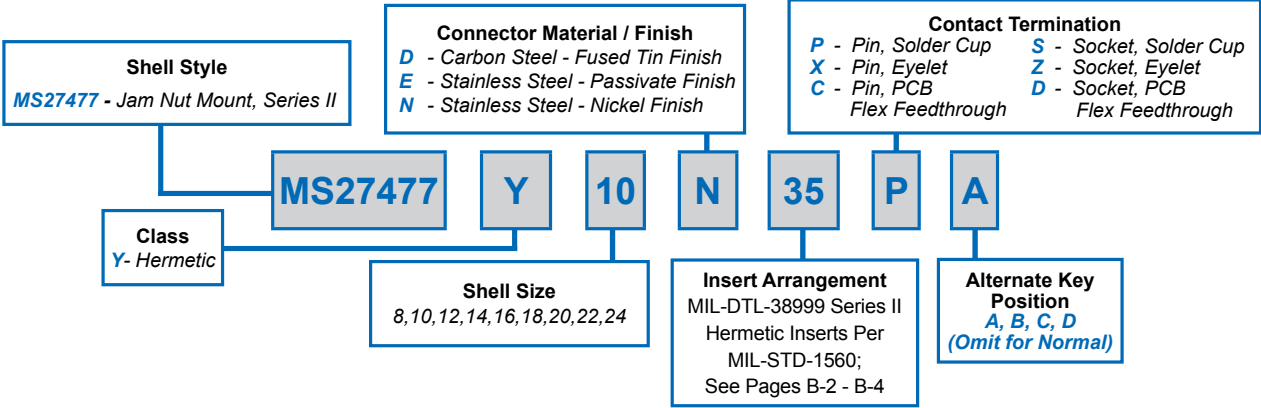 Shell Style
MS27477 - Jam Nut Mount, Series II
Connector Material / Finish
D - Carbon Steel - Fused Tin Finish
E - Stainless Steel - Passivate Finish
N - Stainless Steel - Nickel Finish
Contact Termination
P - Pin, Solder Cup
X - Pin, Eyelet
C - Pin, PCB
Flex Feedthrough
S - Socket, Solder Cup
Z - Socket, Eyelet
D - Socket, PCB
Flex Feedthrough
MS27477 Y 10 N 35 P A
Class
Y- Hermetic
Shell Size
8,10,12,14,16,18,20,22,24
Insert Arrangement
MIL-DTL-38999 Series II
Hermetic Inserts Per
MIL-STD-1560;
See Pages B-2 - B-4
Alternate Key
Position
A, B, C, D
(Omit for Normal)